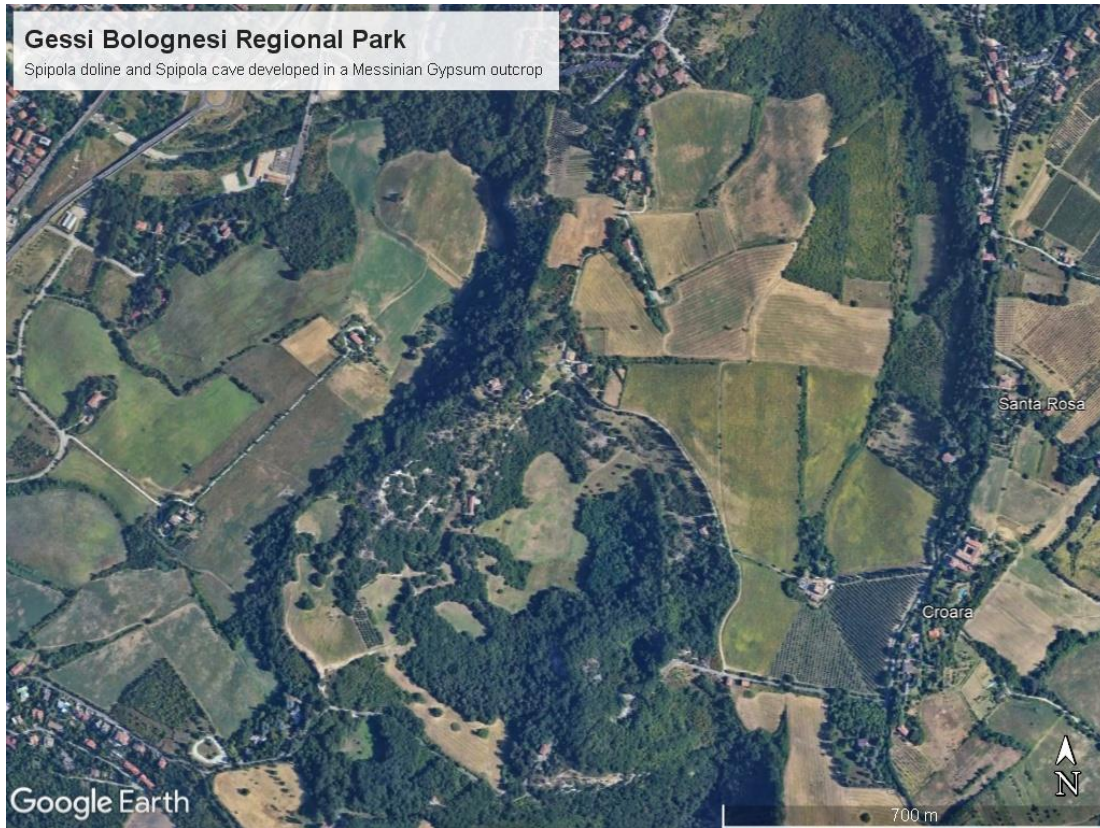 Gessi Bolognesi Regional Park
Spipola doline and Spipola cave developed in a Messinian Gypsum outcrop
Santa Rosa
Croara
N
Google Earth
700 m